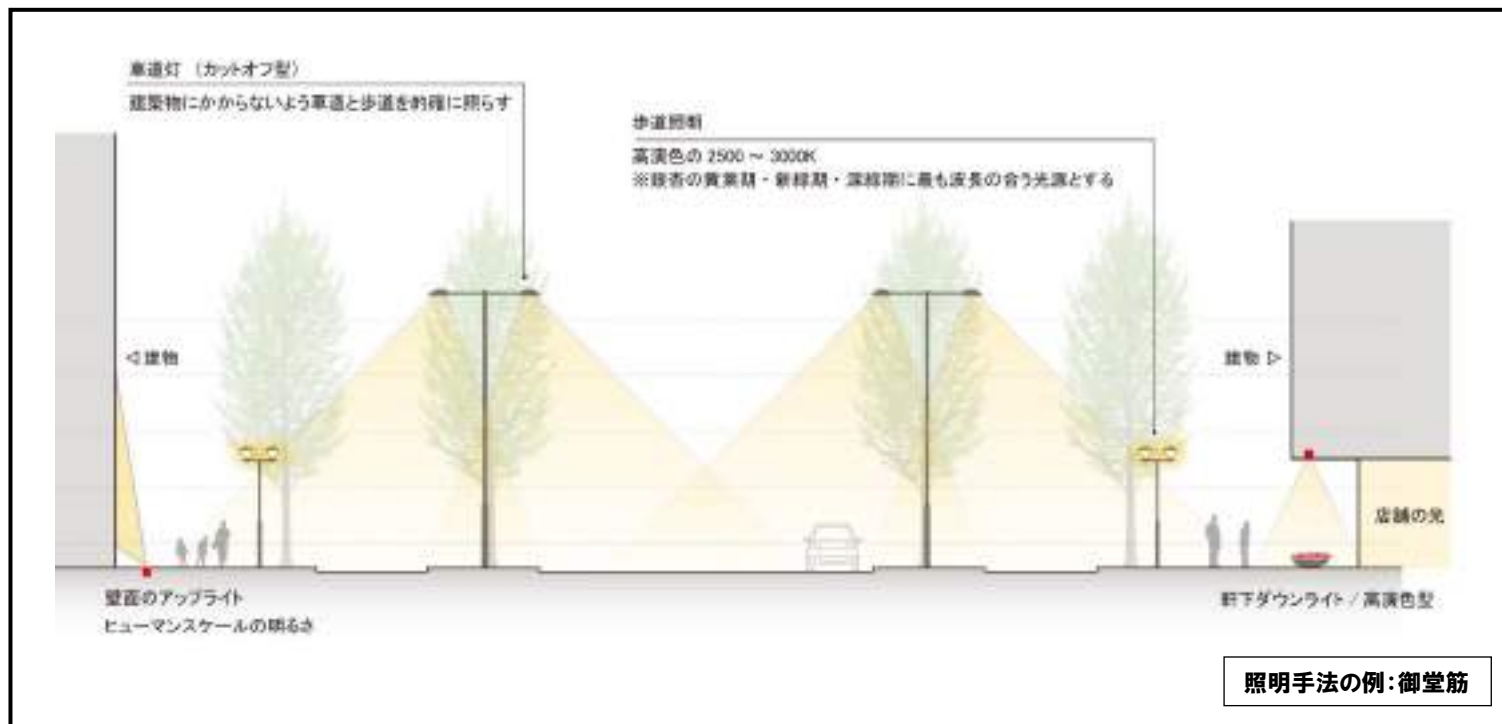 車道灯 (カットオフ型)
建築物にかからないよう車道と歩道を的確に照らす
歩道照明
高演色の 2500 ~ 3000K
※銀杏の黄葉期・新緑期・深緑期に最も波長の合う光源とする
◁ 建物
建物 ▷
店舗の光
壁面のアップライト
ヒューマンスケールの明るさ
軒下ダウンライト / 高演色型
照明手法の例:御堂筋